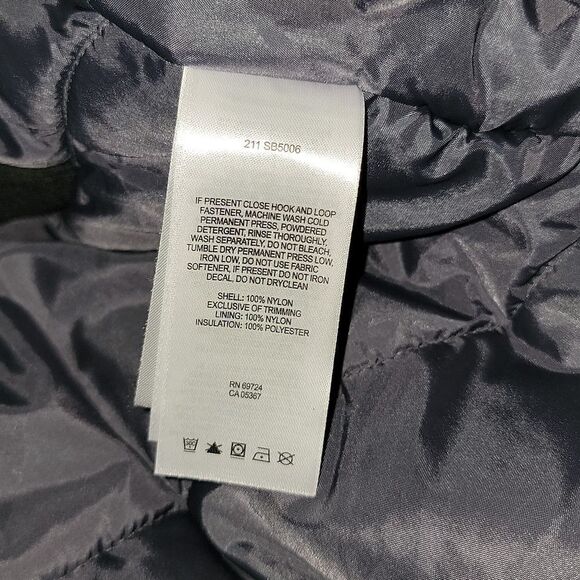 211 SB5006
IF PRESENT CLOSE HOOK AND LOOP
FASTENER, MACHINE WASH COLD
PERMANENT PRESS, POWDERED
DETERGENT, RINSE THOROUGHLY.
WASH SEPARATELY, DO NOT BLEACH,
TUMBLE DRY PERMANENT PRESS LOW,
IRON LOW, DO NOT USE FABRIC
SOFTENER, IF PRESENT DO NOT IRON
DECAL. DO NOT DRYCLEAN
SHELL: 100% NYLON
EXCLUSIVE OF TRIMMING
LINING: 100% NYLON
INSULATION: 100% POLYESTER
RN 69724
CA 05367